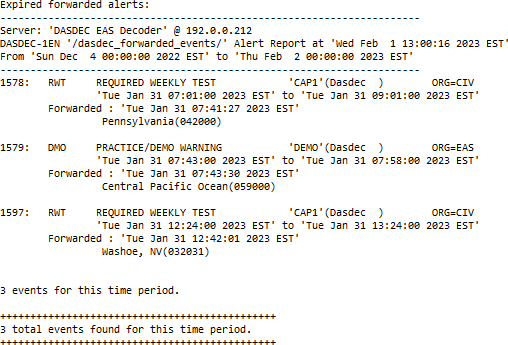 Expired forwarded alerts:
----------------------------------------------------------------------
Server: 'DASDEC EAS Decoder' @ 192.0.0.212
DASDEC-1EN '/dasdec_forwarded_events/' Alert Report at 'Wed Feb  1 13:00:16 2023 EST'
From 'Sun Dec  4 00:00:00 2022 EST' to 'Thu Feb  2 00:00:00 2023 EST'
----------------------------------------------------------------------
1578:   RWT     REQUIRED WEEKLY TEST            'CAP1'(Dasdec  )        ORG=CIV
'Tue Jan 31 07:01:00 2023 EST' to 'Tue Jan 31 09:01:00 2023 EST'
Forwarded : 'Tue Jan 31 07:41:27 2023 EST'
Pennsylvania(042000)
1579:   DMO     PRACTICE/DEMO WARNING           'DEMO'(Dasdec  )        ORG=EAS
'Tue Jan 31 07:43:00 2023 EST' to 'Tue Jan 31 07:58:00 2023 EST'
Forwarded : 'Tue Jan 31 07:43:30 2023 EST'
Central Pacific Ocean(059000)
1597:   RWT     REQUIRED WEEKLY TEST            'CAP1'(Dasdec  )        ORG=CIV
'Tue Jan 31 12:24:00 2023 EST' to 'Tue Jan 31 13:24:00 2023 EST'
Forwarded : 'Tue Jan 31 12:42:01 2023 EST'
Washoe, NV(032031)
3 events for this time period.
++++++++++++++++++++++++++++++++++++++++++++++
3 total events found for this time period.
++++++++++++++++++++++++++++++++++++++++++++++